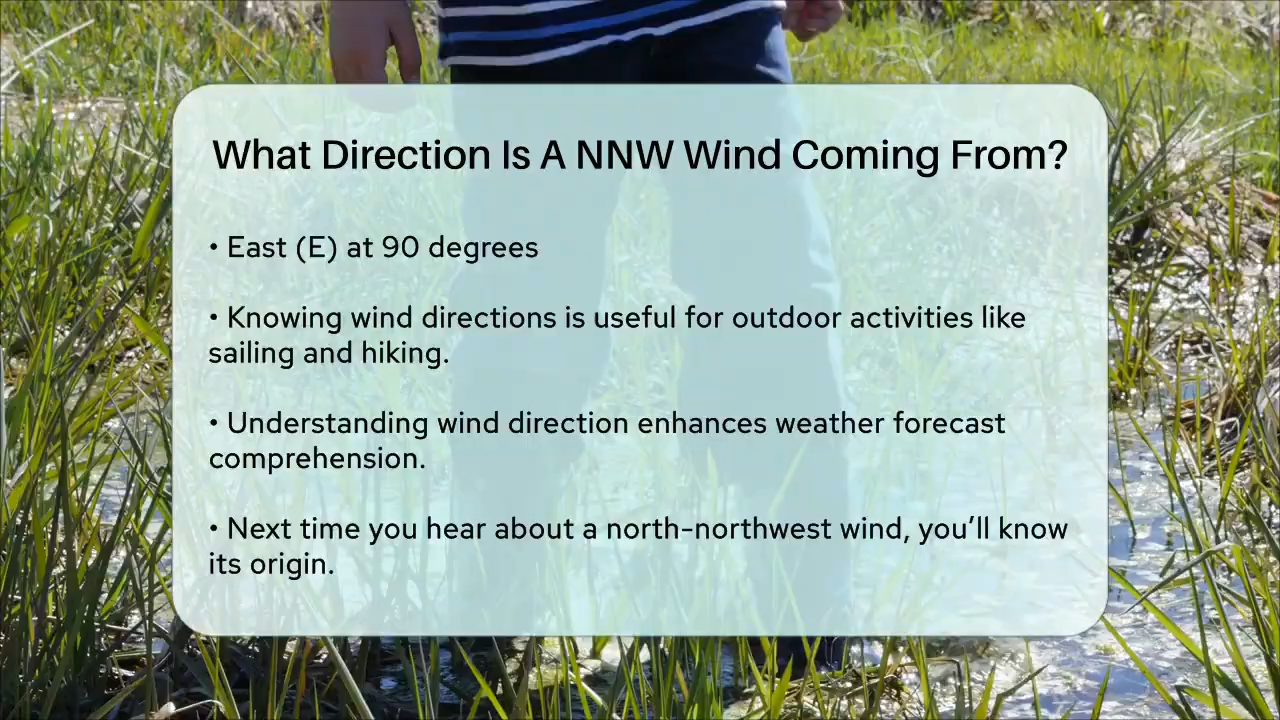 What Direction Is A NNW Wind Coming From?
• East (E) at 90 degrees
• Knowing wind directions is useful for outdoor activities like
sailing and hiking.
• Understanding wind direction enhances weather forecast
comprehension.
• Next time you hear about a north-northwest wind, you’ll know
its origin.